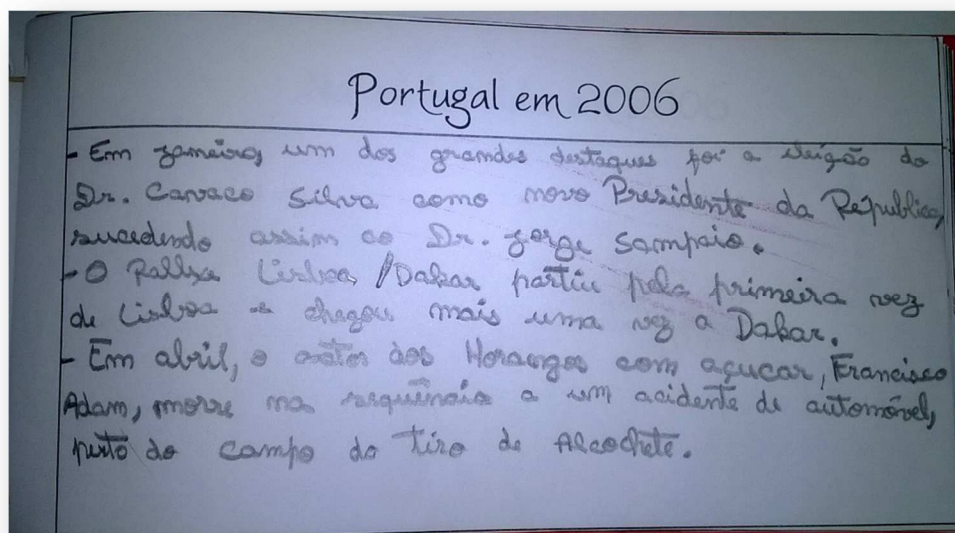 Portugal em 2006
- Em janeiro, um dos grandes destaques foi a eleição do
Dr. Cavaco Silva como novo Presidente da República,
sucedendo assim ao Dr. Jorge Sampaio.
- O Rallye Lisboa/Dakar partiu pela primeira vez
de Lisboa e chegou mais uma vez a Dakar.
- Em abril, o actor dos Morangos com açucar, Francisco
Adam, morre na sequência a um acidente de automóvel,
perto do campo do tiro de Alcochete.